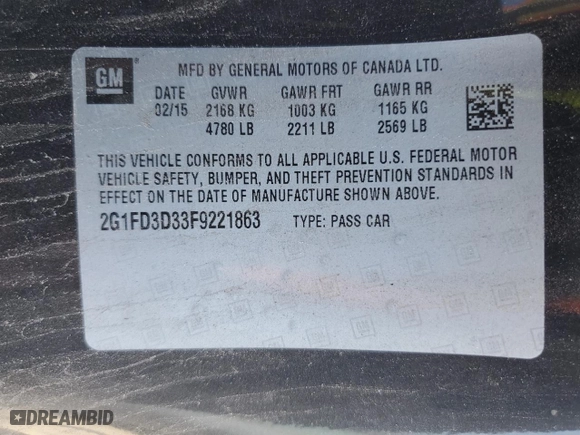 GM
MFD BY GENERAL MOTORS OF CANADA LTD.
DATE GVWR GAWR FRT GAWR RR
02/15 2168 KG 1003 KG 1165 KG
4780 LB 2211 LB 2569 LB
THIS VEHICLE CONFORMS TO ALL APPLICABLE U.S. FEDERAL MOTOR
VEHICLE SAFETY, BUMPER, AND THEFT PREVENTION STANDARDS IN
EFFECT ON THE DATE OF MANUFACTURE SHOWN ABOVE.
2G1FD3D33F9221863 TYPE: PASS CAR
DREAMBID